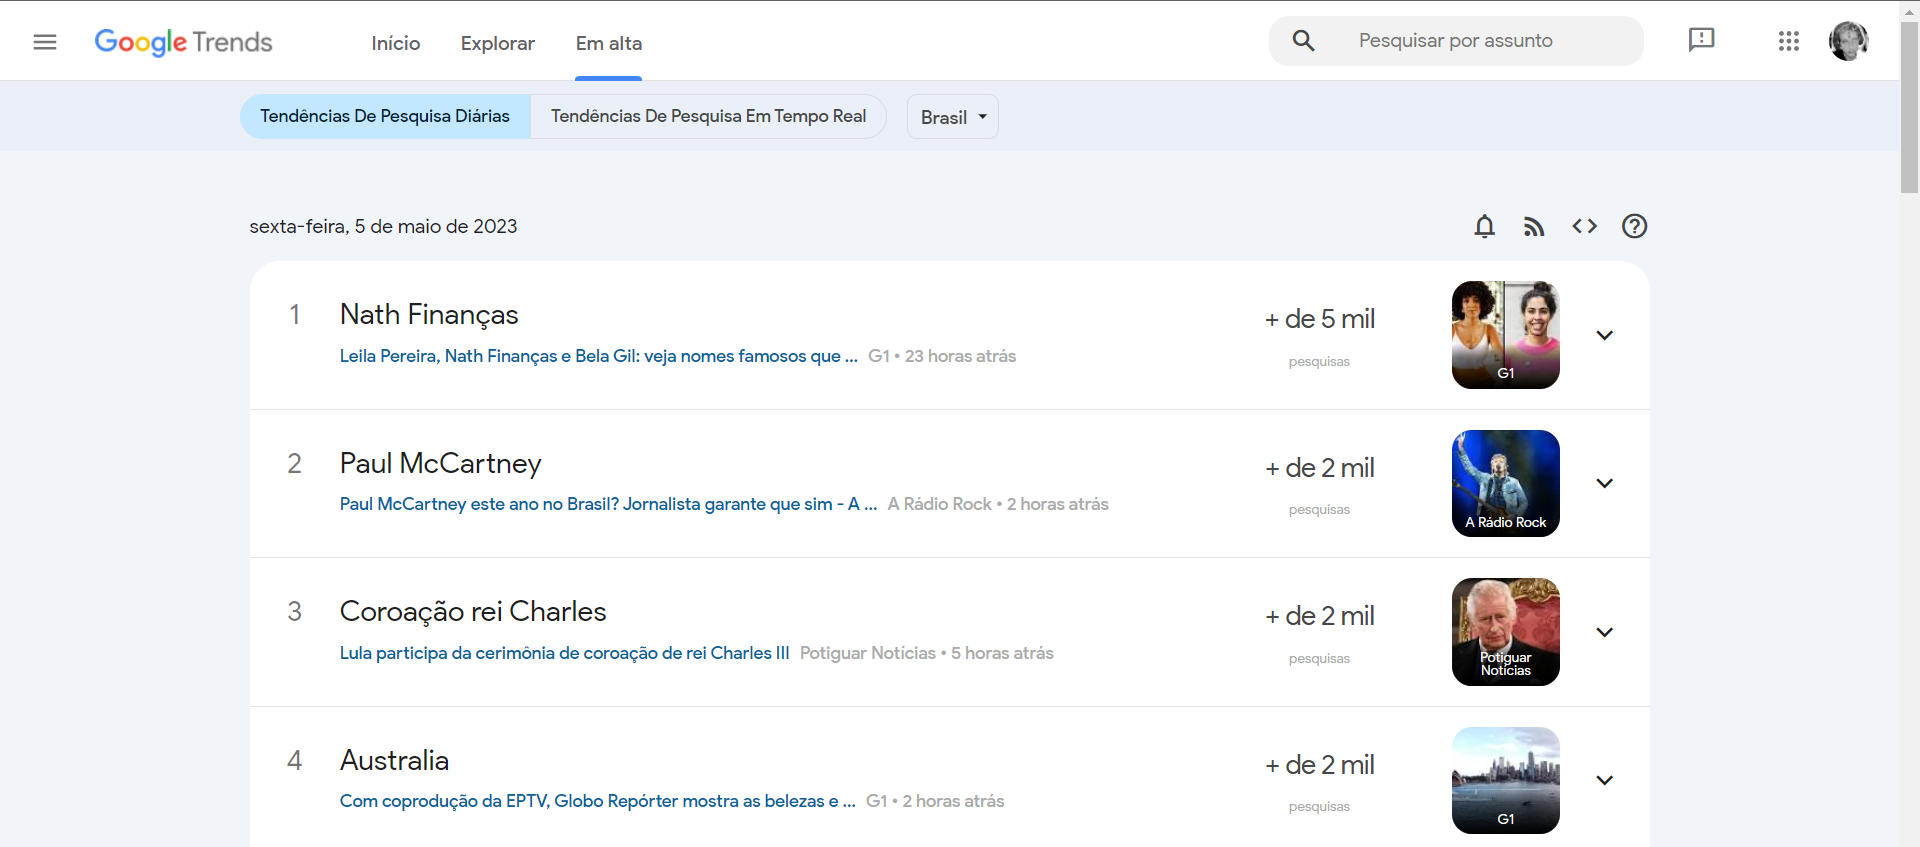 Google Trends Início Explorar Em alta Pesquisar por assunto
Tendências De Pesquisa Diárias Tendências De Pesquisa Em Tempo Real Brasil
sexta-feira, 5 de maio de 2023
1 Nath Finanças + de 5 mil
Leila Pereira, Nath Finanças e Bela Gil: veja nomes famosos que ... G1 • 23 horas atrás pesquisas
G1
2 Paul McCartney + de 2 mil
Paul McCartney este ano no Brasil? Jornalista garante que sim - A ... A Rádio Rock • 2 horas atrás pesquisas
A Rádio Rock
3 Coroação rei Charles + de 2 mil
Lula participa da cerimônia de coroação de rei Charles III Potiguar Notícias • 5 horas atrás pesquisas
Potiguar
Notícias
4 Australia + de 2 mil
Com coprodução da EPTV, Globo Repórter mostra as belezas e ... G1 • 2 horas atrás pesquisas
G1